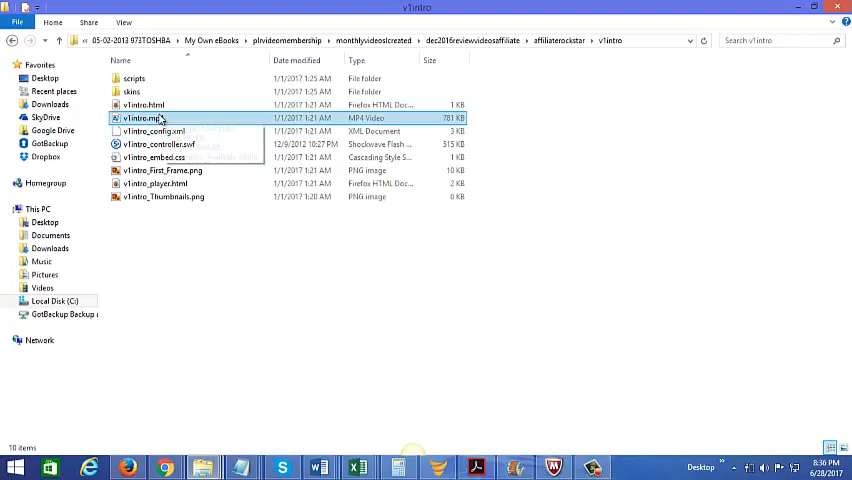 v1intro
File Home Share View
05-02-2013 973TOSHBA My Own eBooks plrvedemembership monthlyvideosIcreated dec2016reviewvideosaffiliate affiliaterockstar v1intro Search v1intro
Name Date modified Type Size
Favorites
Desktop
Recent places
Downloads
SkyDrive
Google Drive
GotBackup
Dropbox
Homegroup
This PC
Desktop
Documents
Downloads
Music
Pictures
Videos
Local Disk (C:)
GotBackup Backup a
Network
scripts 1/1/2017 1:25 AM File folder
skins 1/1/2017 1:25 AM File folder
v1intro.html 1/1/2017 1:21 AM Firefox HTML Doc... 1 KB
v1intro.mp 1/1/2017 1:21 AM MP4 Video 781 KB
v1intro_config.xml 1/1/2017 1:21 AM XML Document 3 KB
v1intro_controller.swf 12/9/2012 10:27 PM Shockwave Flash ... 515 KB
v1intro_embed.css 1/1/2017 1:21 AM Cascading Style S... 1 KB
v1intro_First_Frame.png 1/1/2017 1:21 AM PNG image 10 KB
v1intro_player.html 1/1/2017 1:21 AM Firefox HTML Doc... 2 KB
v1intro_Thumbnails.png 1/1/2017 1:20 AM PNG image 0 KB
10 items
Desktop 8:36 PM
6/28/2017